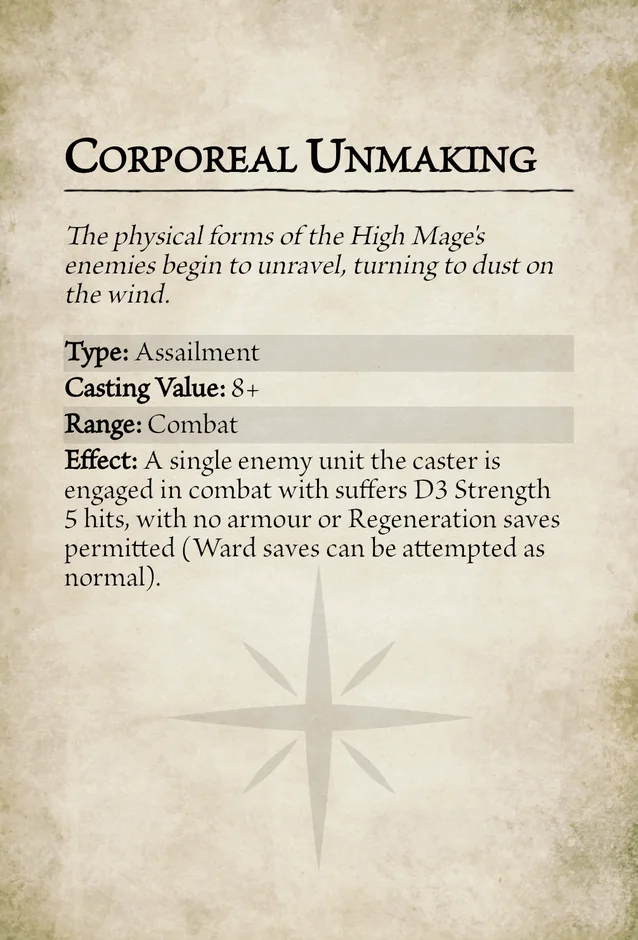 Corporeal Unmaking
The physical forms of the High Mage's
enemies begin to unravel, turning to dust on
the wind.
Type: Assailment
Casting Value: 8+
Range: Combat
Effect: A single enemy unit the caster is
engaged in combat with suffers D3 Strength
5 hits, with no armour or Regeneration saves
permitted (Ward saves can be attempted as
normal).